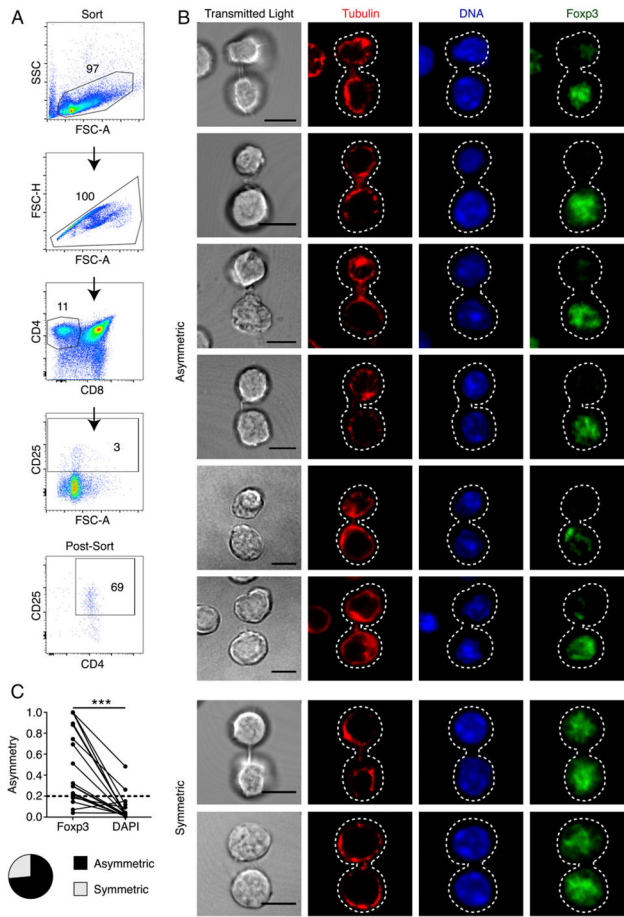 A
Sort
SSC
97
FSC-A
FSC-H
100
FSC-A
CD4
11
CD8
CD25
3
FSC-A
Post-Sort
CD25
69
CD4
B
Transmitted Light
Tubulin
DNA
Foxp3
Asymmetric
Symmetric
C
***
Asymmetry
1.0
0.8
0.6
0.4
0.2
0.0
Foxp3
DAPI
Asymmetric
Symmetric